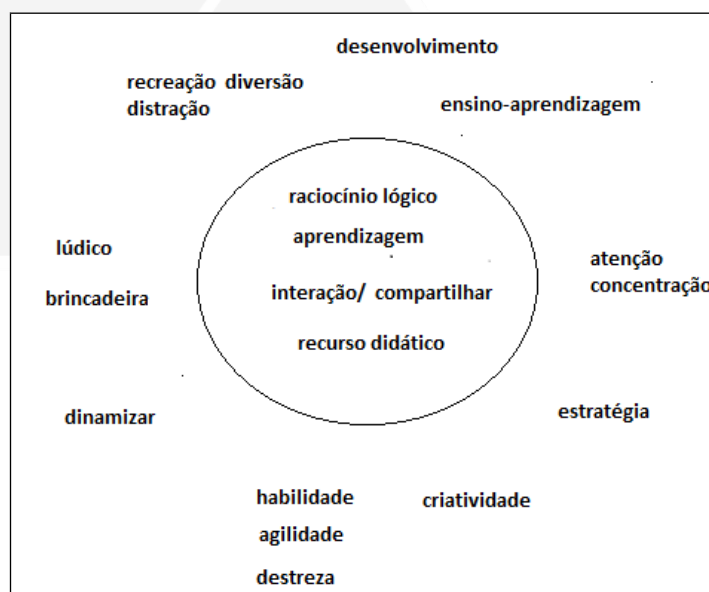 desenvolvimento
recreação diversão
distração
ensino-aprendizagem
raciocínio lógico
aprendizagem
lúdico
atenção
concentração
interação/ compartilhar
brincadeira
recurso didático
dinamizar
estratégia
habilidade
criatividade
agilidade
destreza